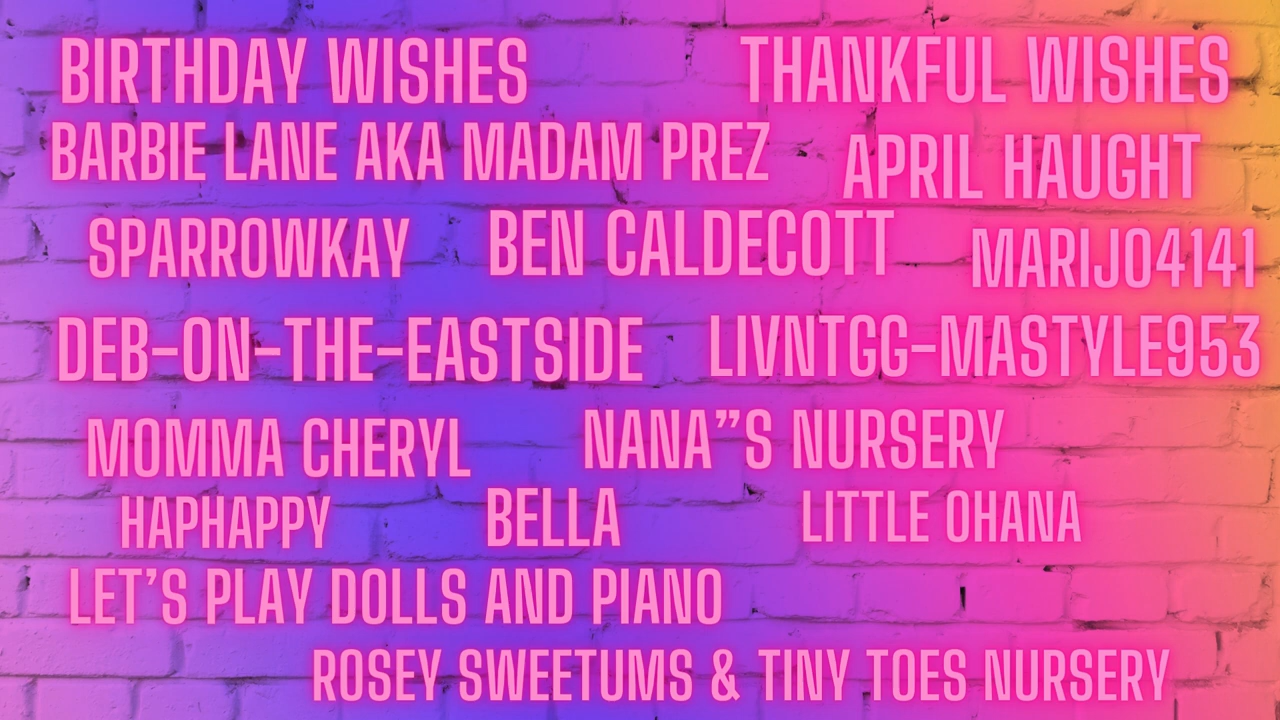 BIRTHDAY WISHES THANKFUL WISHES
BARBIE LANE AKA MADAM PREZ APRIL HAUGHT
SPARROWKAY BEN CALDECOTT MARIJO4141
DEB-ON-THE-EASTSIDE LIVNTGG-MASTYLE953
MOMMA CHERYL NANA”S NURSERY
HAPHAPPY BELLA LITTLE OHANA
LET’S PLAY DOLLS AND PIANO
ROSEY SWEETUMS & TINY TOES NURSERY